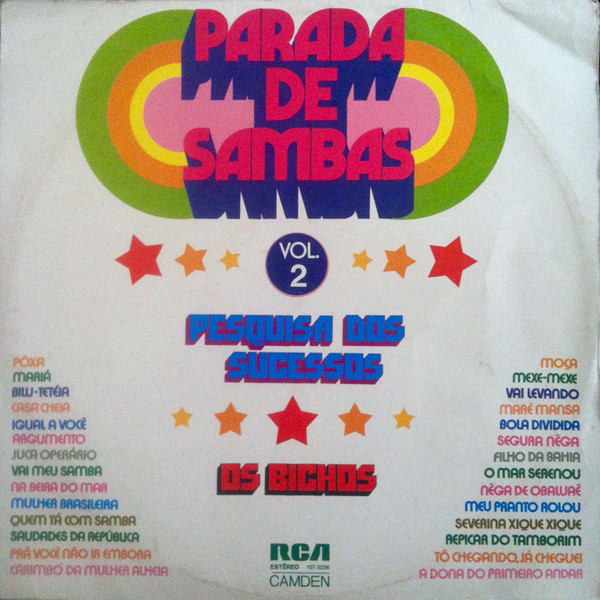 PARADA
DE
SAMBAS
VOL.
2
PESQUISA DOS
SUCESSOS
PÔXA
MARIÁ
BILU-TETÉIA
CASA CHEIA
IGUAL A VOCÊ
ARGUMENTO
JUCA OPERÁRIO
VAI MEU SAMBA
NA BEIRA DO MAR
MULHER BRASILEIRA
QUEM TÁ COM SAMBA
SAUDADES DA REPÚBLICA
PRÁ VOCÊ NÃO IR EMBORA
CARIMBÓ DA MULHER ALHEIA
MOÇA
MEXE-MEXE
VAI LEVANDO
MARÉ MANSA
BOLA DIVIDIDA
SEGURA NÊGA
FILHO DA BAHIA
O MAR SERENOU
NÊGA DE OBALUAÊ
MEU PRANTO ROLOU
SEVERINA XIQUE XIQUE
REPICAR DO TAMBORIM
TÔ CHEGANDO, JÁ CHEGUEI
A DONA DO PRIMEIRO ANDAR
OS BICHOS
RCA
ESTÉREO 107 0236
CAMDEN